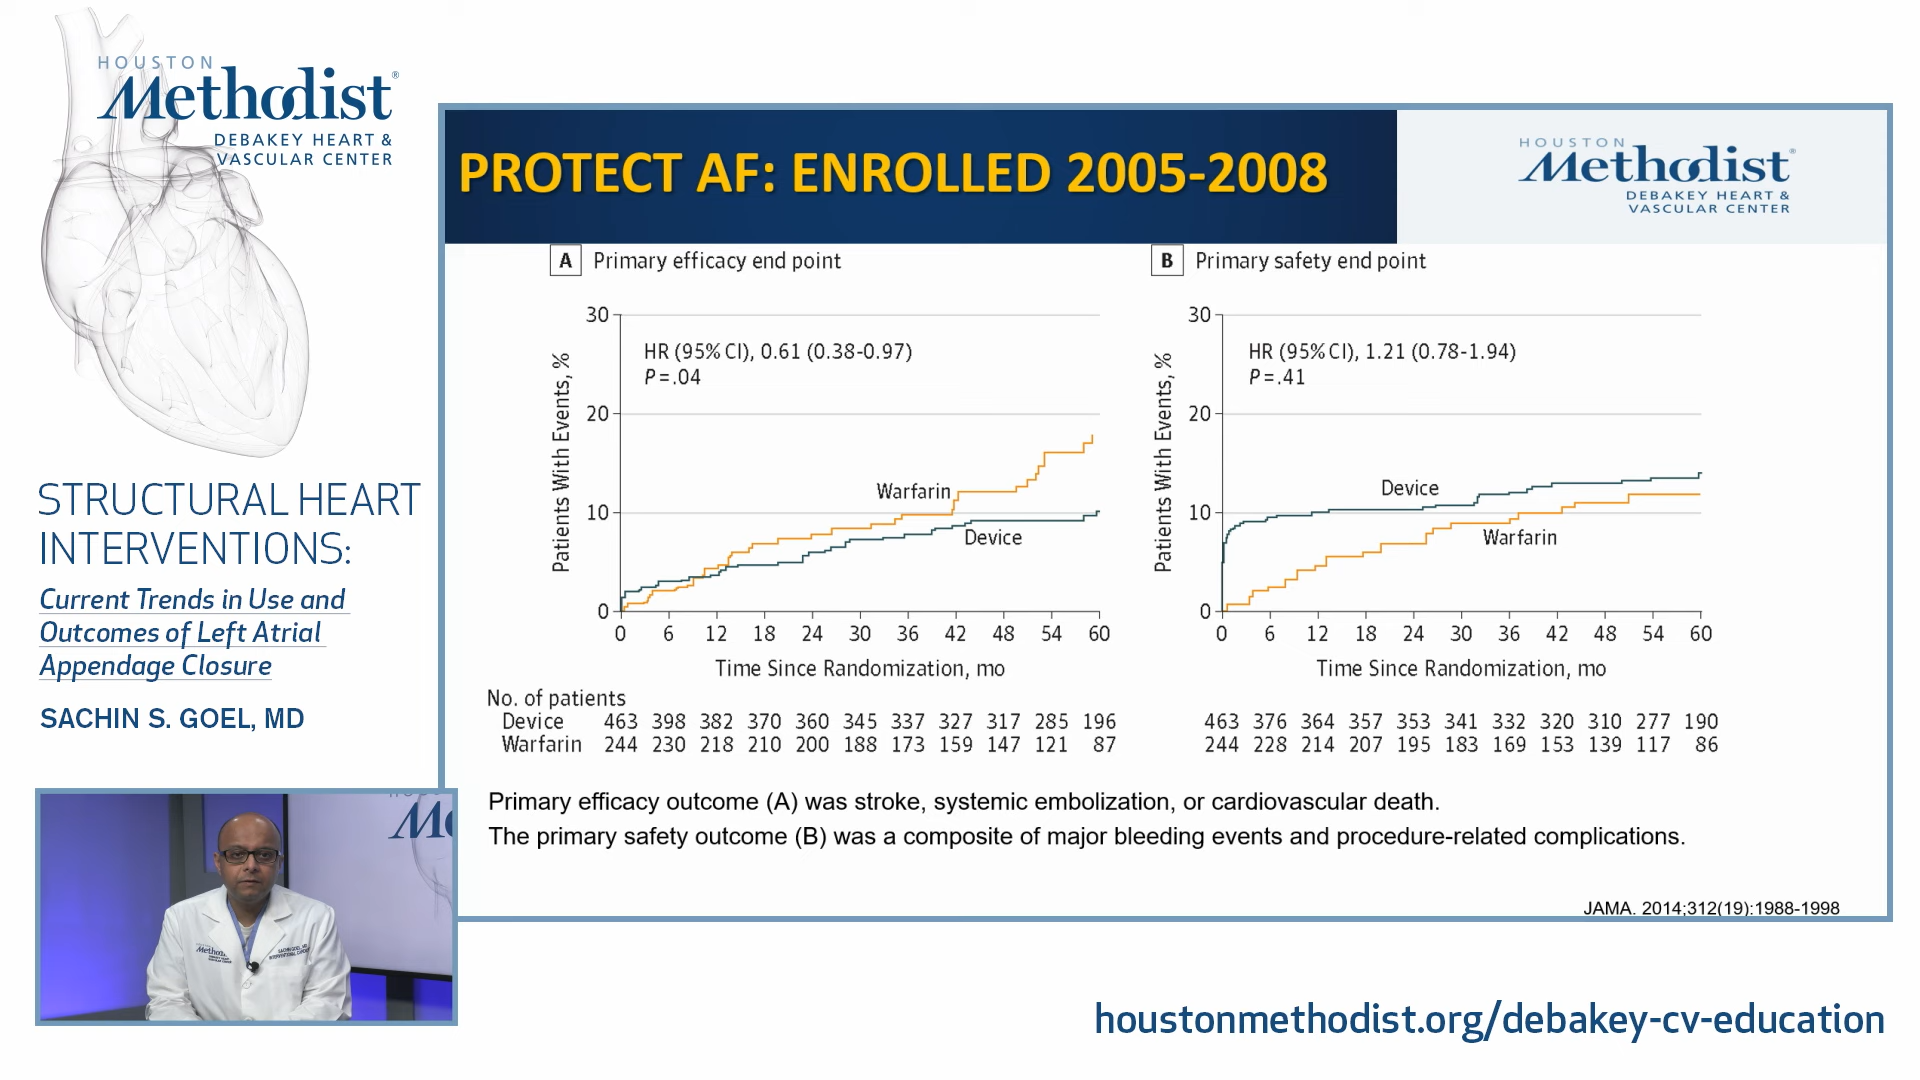 HOUSTON
Methodist®
DEBAKEY HEART &
VASCULAR CENTER
STRUCTURAL HEART
INTERVENTIONS:
Current Trends in Use and
Outcomes of Left Atrial
Appendage Closure
SACHIN S. GOEL, MD
PROTECT AF: ENROLLED 2005-2008
HOUSTON
Methodist®
DEBAKEY HEART &
VASCULAR CENTER
A Primary efficacy end point
Patients With Events, %
30
20
10
0
HR (95% CI), 0.61 (0.38-0.97)
P=.04
Warfarin
Device
0 6 12 18 24 30 36 42 48 54 60
Time Since Randomization, mo
No. of patients
Device 463 398 382 370 360 345 337 327 317 285 196
Warfarin 244 230 218 210 200 188 173 159 147 121 87
B Primary safety end point
Patients With Events, %
30
20
10
0
HR (95% CI), 1.21 (0.78-1.94)
P=.41
Device
Warfarin
0 6 12 18 24 30 36 42 48 54 60
Time Since Randomization, mo
463 376 364 357 353 341 332 320 310 277 190
244 228 214 207 195 183 169 153 139 117 86
Primary efficacy outcome (A) was stroke, systemic embolization, or cardiovascular death.
The primary safety outcome (B) was a composite of major bleeding events and procedure-related complications.
JAMA. 2014;312(19):1988-1998
houstonmethodist.org/debakey-cv-education